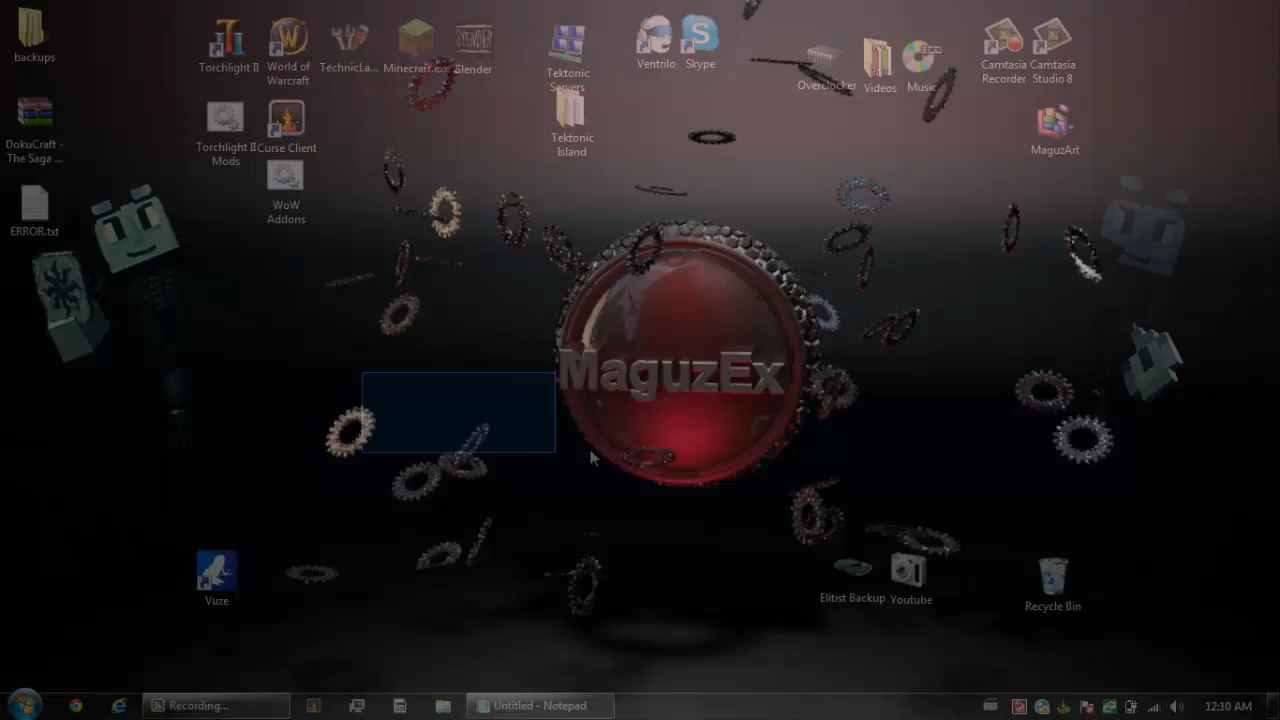 backups
Torchlight II
World of
Warcraft
TechnicLa...
Minecraft.exe
SLENDER
Slender
Tektonic
Servers
Ventrilo
Skype
Overclocker
Videos
Music
Camtasia
Recorder
Camtasia
Studio 8
DokuCraft -
The Saga ...
Torchlight II
Mods
Curse Client
Tektonic
Island
MaguzArt
ERROR.txt
WoW
Addons
MaguzEx
Vuze
Elitist Backup
Youtube
Recycle Bin
Recording...
Untitled - Notepad
12:10 AM